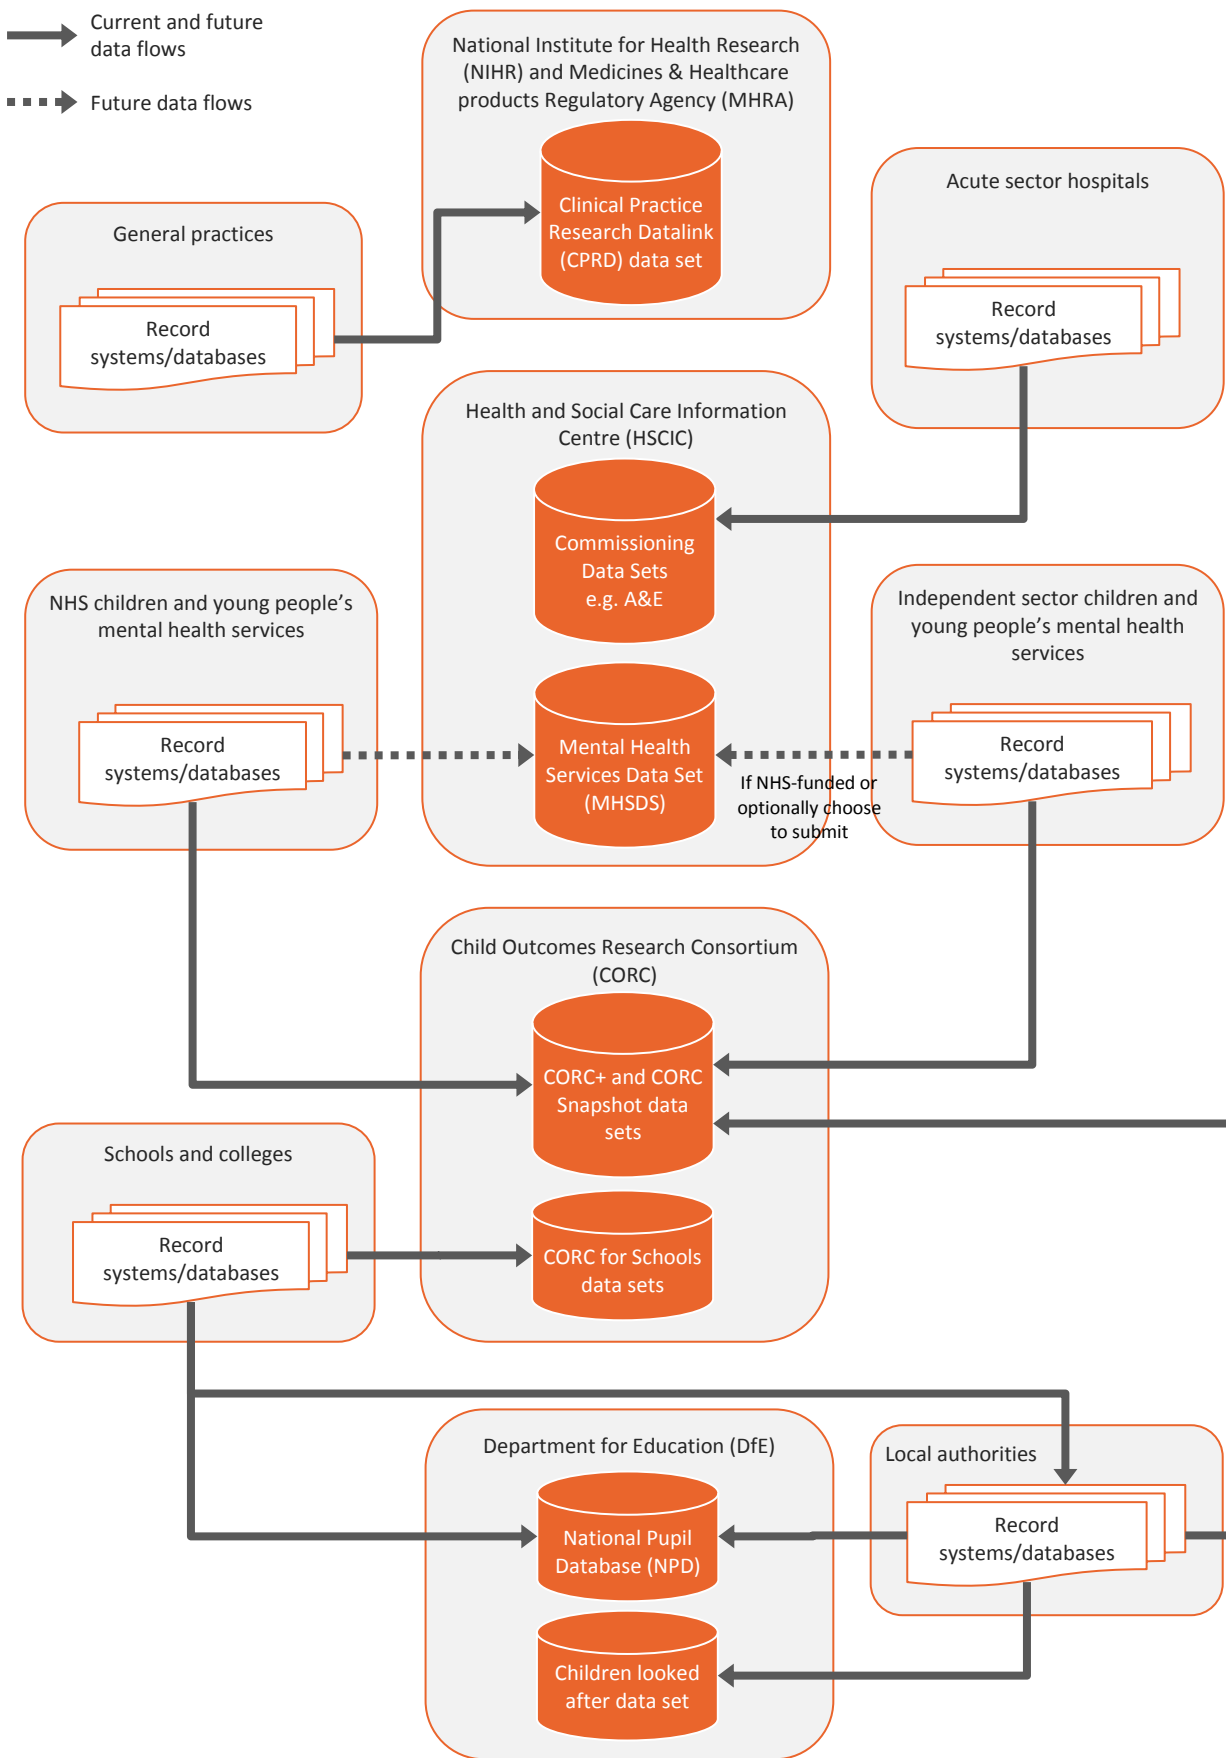 Current and future
data flows
Future data flows
National Institute for Health Research
(NIHR) and Medicines & Healthcare
products Regulatory Agency (MHRA)
Clinical Practice
Research Datalink
(CPRD) data set
General practices
Record
systems/databases
Acute sector hospitals
Record
systems/databases
Health and Social Care Information
Centre (HSCIC)
Commissioning
Data Sets
e.g. A&E
Mental Health
Services Data Set
(MHSDS)
NHS children and young people’s
mental health services
Record
systems/databases
Independent sector children and
young people’s mental health
services
Record
systems/databases
If NHS-funded or
optionally choose
to submit
Child Outcomes Research Consortium
(CORC)
CORC+ and CORC
Snapshot data
sets
CORC for Schools
data sets
Schools and colleges
Record
systems/databases
Department for Education (DfE)
National Pupil
Database (NPD)
Children looked
after data set
Local authorities
Record
systems/databases